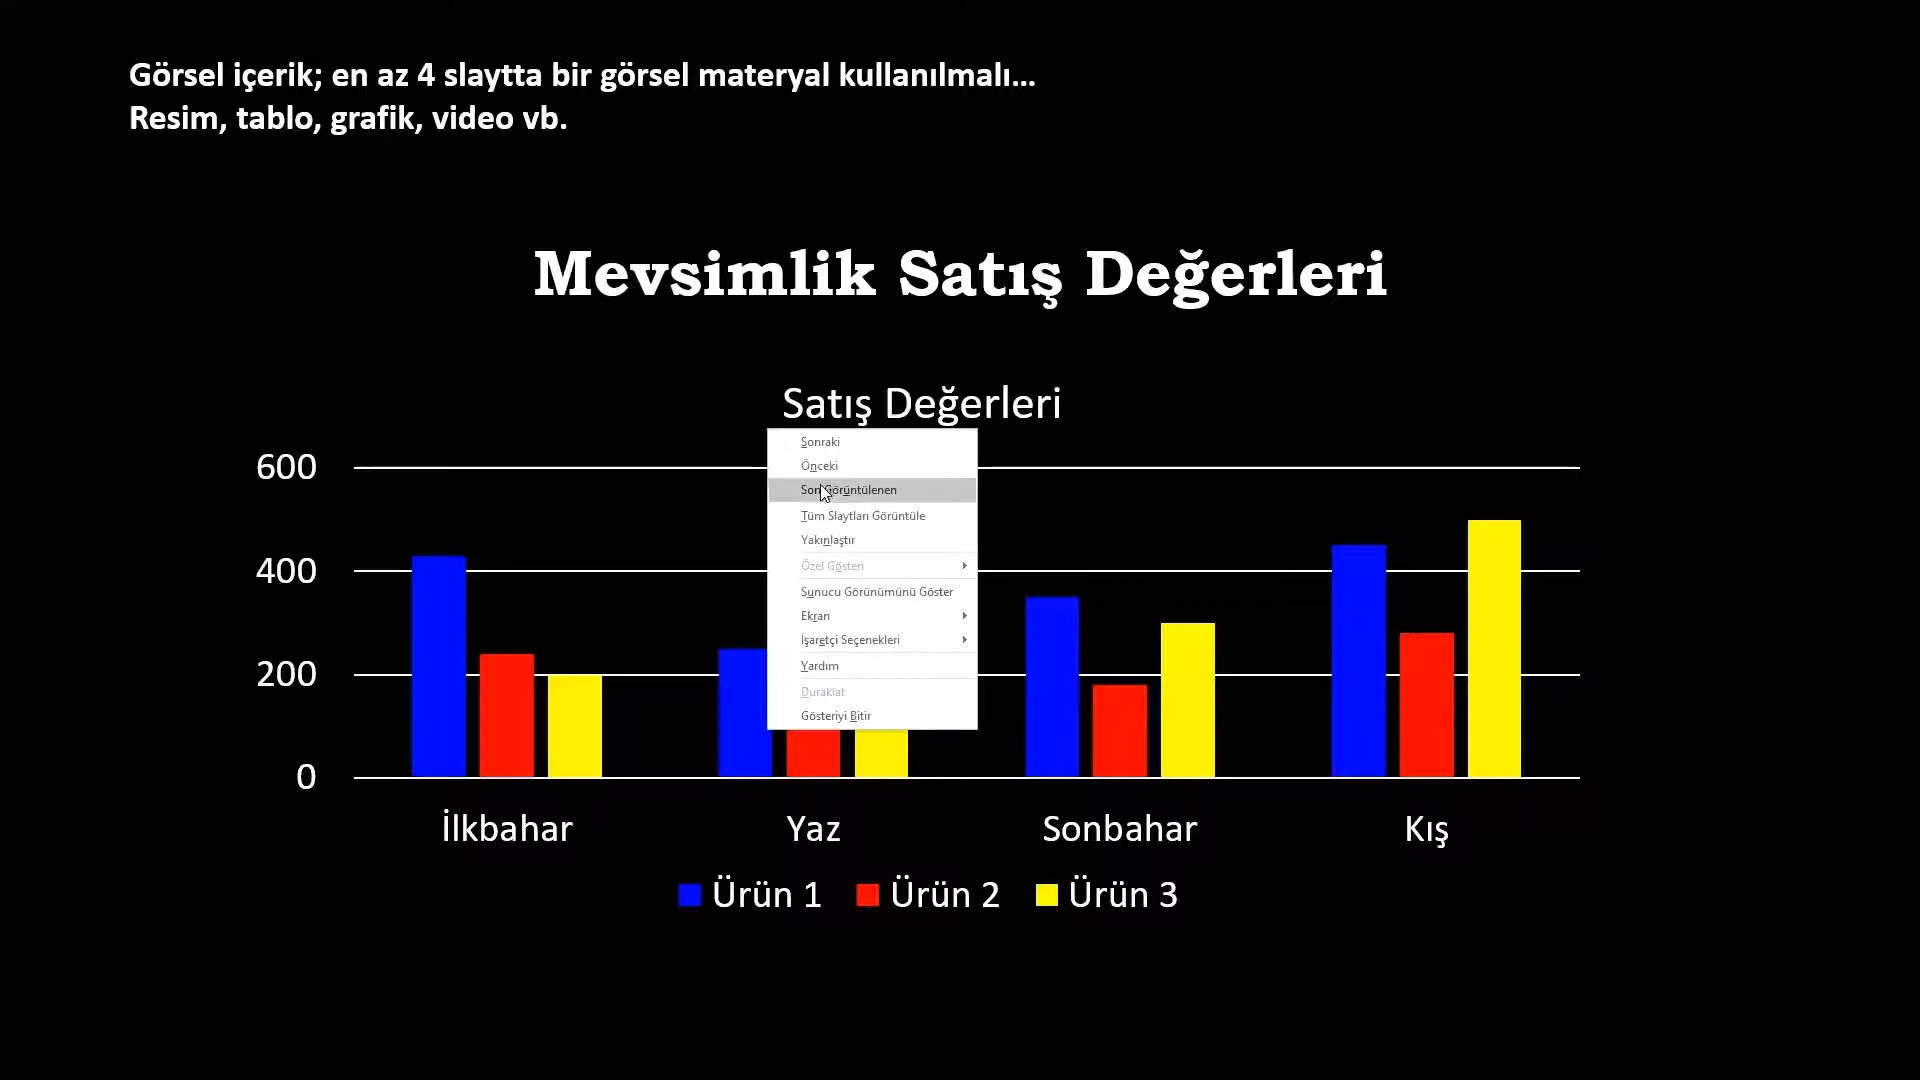 Görsel içerik; en az 4 slaytta bir görsel materyal kullanılmalı...
Resim, tablo, grafik, video vb.
Mevsimlik Satış Değerleri
Satış Değerleri
600
400
200
0
Sonraki
Önceki
Son Görüntülenen
Tüm Slaytları Görüntüle
Yakınlaştır
Özel Gösteri
Sunucu Görünümünü Göster
Ekran
İşaretçi Seçenekleri
Yardım
Duraklat
Gösteriyi Bitir
İlkbahar
Yaz
Sonbahar
Kış
Ürün 1
Ürün 2
Ürün 3